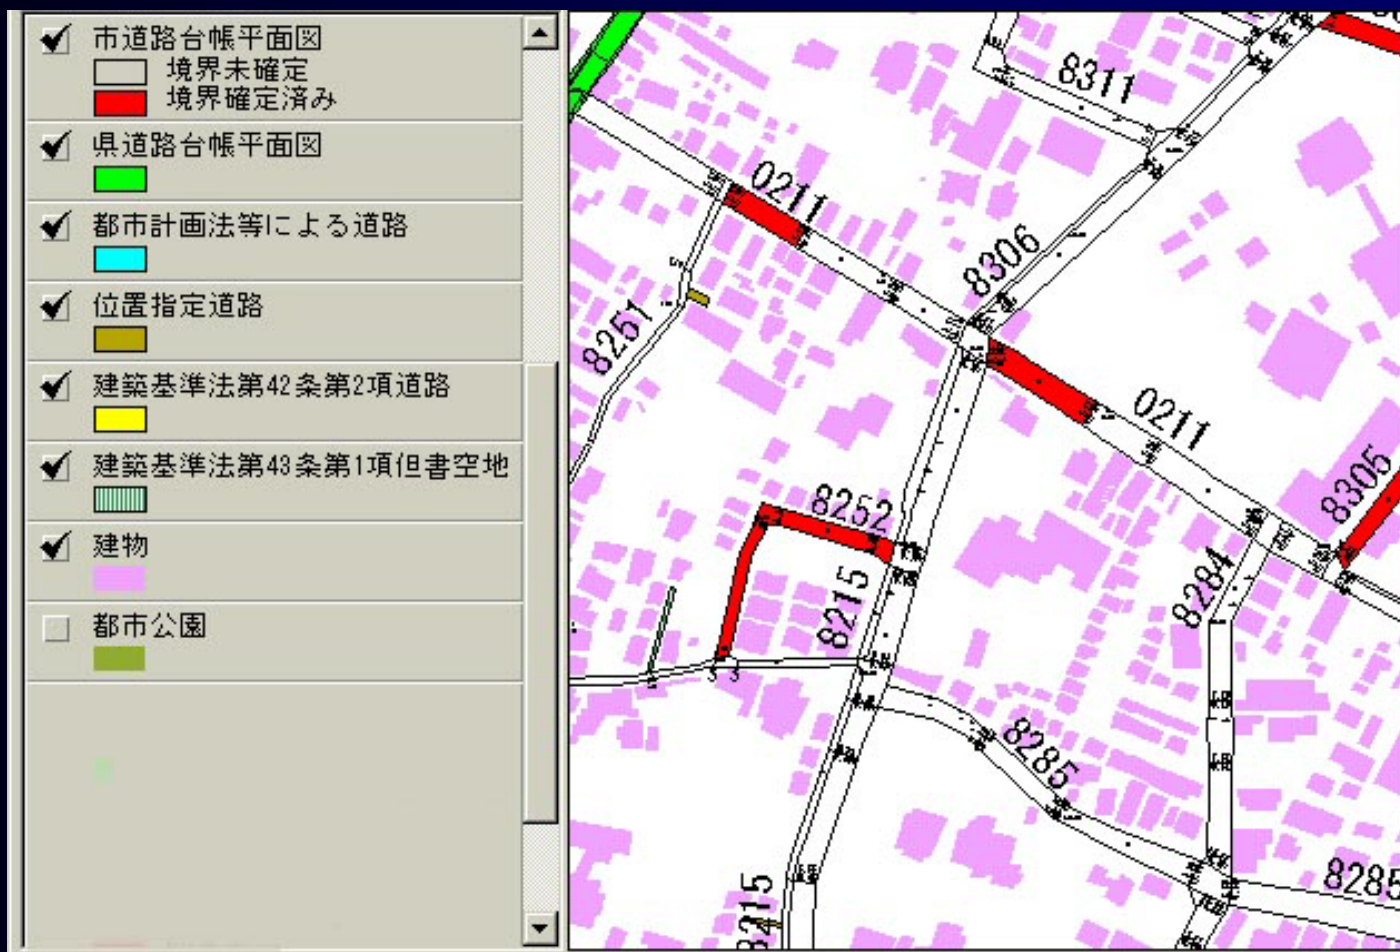 市道路台帳平面図
境界未確定
境界確定済み
県道路台帳平面図
都市計画法等による道路
位置指定道路
建築基準法第42条第2項道路
建築基準法第43条第1項但書空地
建物
都市公園
8311
0211
8306
8251
0211
8305
8252
8284
8215
8285
8285
8215